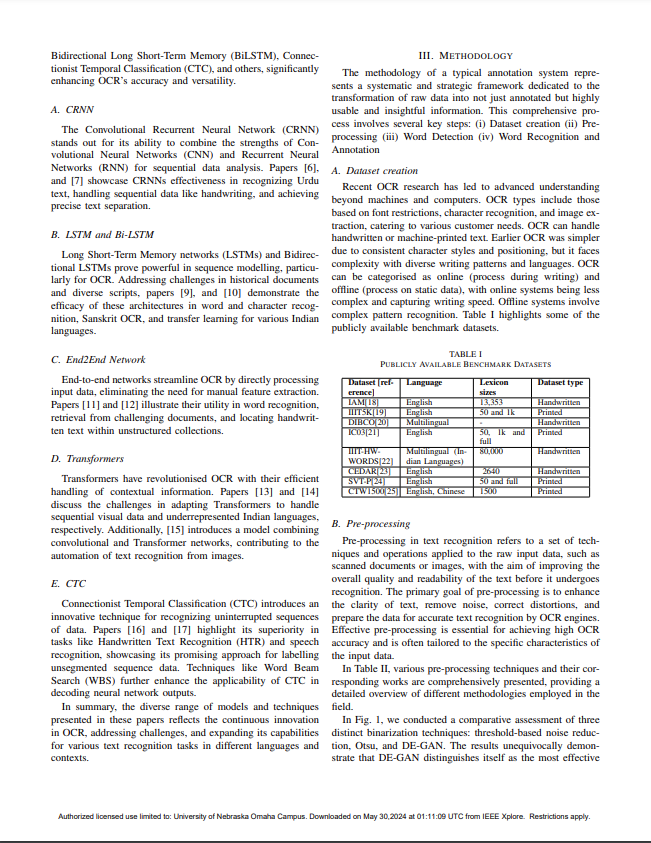 Bidirectional Long Short-Term Memory (BiLSTM), Connec-
tionist Temporal Classification (CTC), and others, significantly
enhancing OCR's accuracy and versatility.
A. CRNN
The Convolutional Recurrent Neural Network (CRNN)
stands out for its ability to combine the strengths of Con-
volutional Neural Networks (CNN) and Recurrent Neural
Networks (RNN) for sequential data analysis. Papers [6],
and [7] showcase CRNNs effectiveness in recognizing Urdu
text, handling sequential data like handwriting, and achieving
precise text separation.
B. LSTM and Bi-LSTM
Long Short-Term Memory networks (LSTMs) and Bidirec-
tional LSTMs prove powerful in sequence modelling, particu-
larly for OCR. Addressing challenges in historical documents
and diverse scripts, papers [9], and [10] demonstrate the
efficacy of these architectures in word and character recog-
nition, Sanskrit OCR, and transfer learning for various Indian
languages.
C. End2End Network
End-to-end networks streamline OCR by directly processing
input data, eliminating the need for manual feature extraction.
Papers [11] and [12] illustrate their utility in word recognition,
retrieval from challenging documents, and locating handwrit-
ten text within unstructured collections.
D. Transformers
Transformers have revolutionised OCR with their efficient
handling of contextual information. Papers [13] and [14]
discuss the challenges in adapting Transformers to handle
sequential visual data and underrepresented Indian languages,
respectively. Additionally, [15] introduces a model combining
convolutional and Transformer networks, contributing to the
automation of text recognition from images.
E. CTC
Connectionist Temporal Classification (CTC) introduces an
innovative technique for recognizing uninterrupted sequences
of data. Papers [16] and [17] highlight its superiority in
tasks like Handwritten Text Recognition (HTR) and speech
recognition, showcasing its promising approach for labelling
unsegmented sequence data. Techniques like Word Beam
Search (WBS) further enhance the applicability of CTC in
decoding neural network outputs.
In summary, the diverse range of models and techniques
presented in these papers reflects the continuous innovation
in OCR, addressing challenges, and expanding its capabilities
for various text recognition tasks in different languages and
contexts.
III. METHODOLOGY
The methodology of a typical annotation system repre-
sents a systematic and strategic framework dedicated to the
transformation of raw data into not just annotated but highly
usable and insightful information. This comprehensive pro-
cess involves several key steps: (i) Dataset creation (ii) Pre-
processing (iii) Word Detection (iv) Word Recognition and
Annotation
A. Dataset creation
Recent OCR research has led to advanced understanding
beyond machines and computers. OCR types include those
based on font restrictions, character recognition, and image ex-
traction, catering to various customer needs. OCR can handle
handwritten or machine-printed text. Earlier OCR was simpler
due to consistent character styles and positioning, but it faces
complexity with diverse writing patterns and languages. OCR
can be categorised as online (process during writing) and
offline (process on static data), with online systems being less
complex and capturing writing speed. Offline systems involve
complex pattern recognition. Table I highlights some of the
publicly available benchmark datasets.
TABLE I
PUBLICLY AVAILABLE BENCHMARK DATASETS
Dataset [ref- Language Lexicon Dataset type
erence] sizes
IAM[18] English 13,353 Handwritten
IIIT5K[19] English 50 and 1k Printed
DIBCO[20] Multilingual - Handwritten
IC03[21] English 50, 1k and Printed
full
IIIT-HW- Multilingual (In- 80,000 Handwritten
WORDS[22] dian Languages)
CEDAR[23] English 2640 Handwritten
SVT-P[24] English 50 and full Printed
CTW1500[25] English, Chinese 1500 Printed
B. Pre-processing
Pre-processing in text recognition refers to a set of tech-
niques and operations applied to the raw input data, such as
scanned documents or images, with the aim of improving the
overall quality and readability of the text before it undergoes
recognition. The primary goal of pre-processing is to enhance
the clarity of text, remove noise, correct distortions, and
prepare the data for accurate text recognition by OCR engines.
Effective pre-processing is essential for achieving high OCR
accuracy and is often tailored to the specific characteristics of
the input data.
In Table II, various pre-processing techniques and their cor-
responding works are comprehensively presented, providing a
detailed overview of different methodologies employed in the
field.
In Fig. 1, we conducted a comparative assessment of three
distinct binarization techniques: threshold-based noise reduc-
tion, Otsu, and DE-GAN. The results unequivocally demon-
strate that DE-GAN distinguishes itself as the most effective
Authorized licensed use limited to: University of Nebraska Omaha Campus. Downloaded on May 30,2024 at 01:11:09 UTC from IEEE Xplore. Restrictions apply.